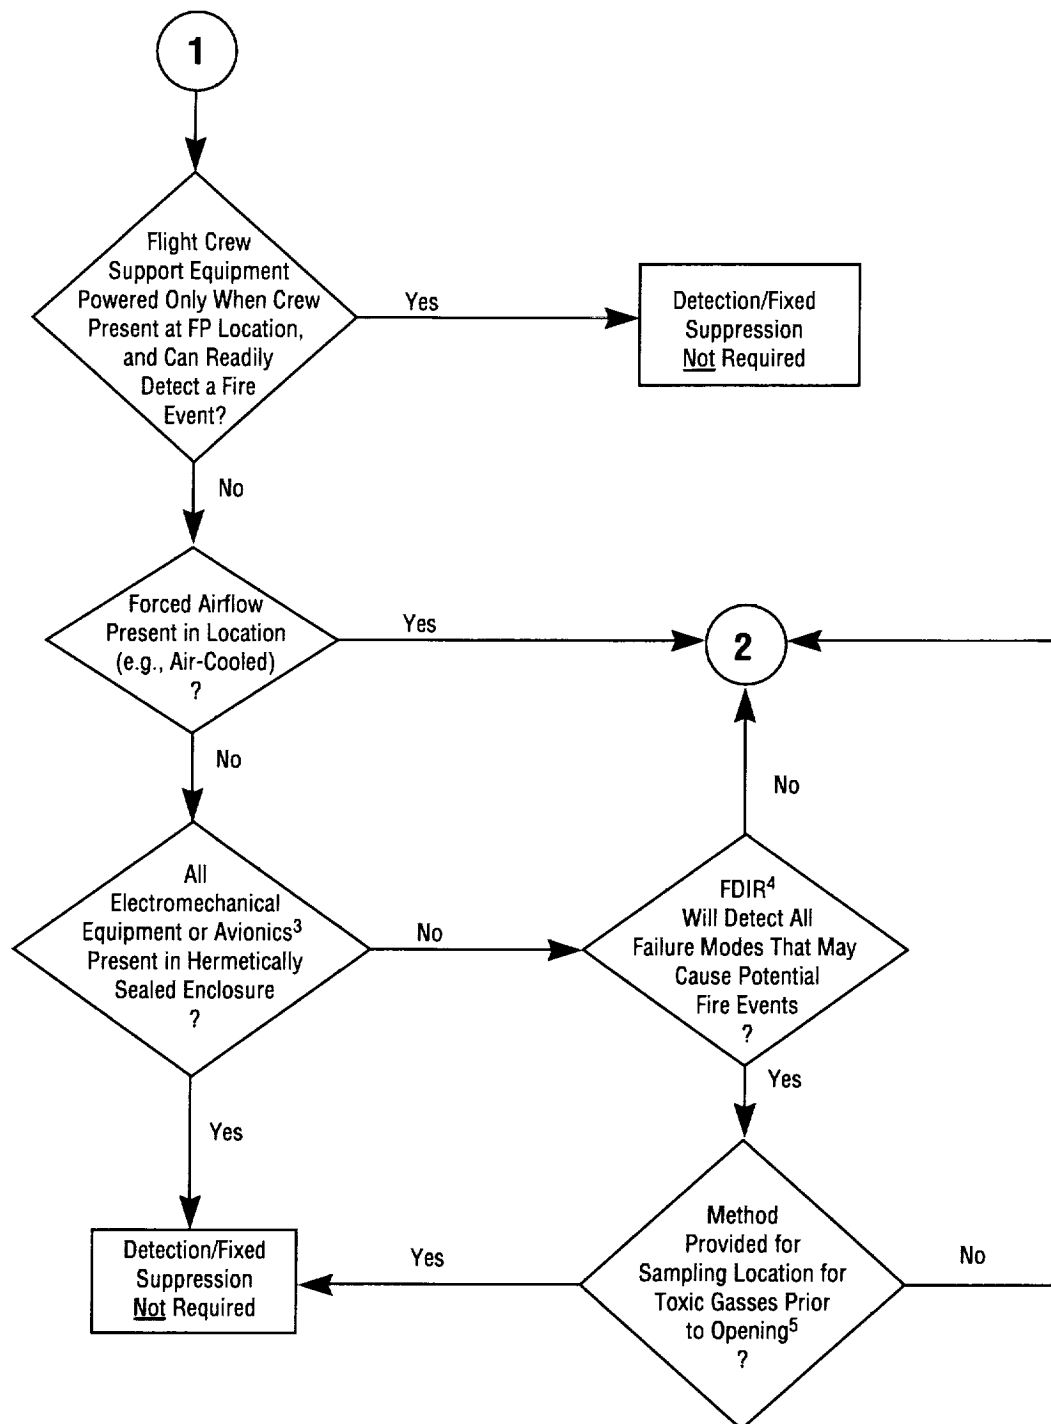 1
Flight Crew
Support Equipment
Powered Only When Crew
Present at FP Location,
and Can Readily
Detect a Fire
Event?
Yes
Detection/Fixed
Suppression
Not Required
No
Forced Airflow
Present in Location
(e.g., Air-Cooled)
?
Yes
2
No
No
All
Electromechanical
Equipment or Avionics3
Present in Hermetically
Sealed Enclosure
?
No
FDIR4
Will Detect All
Failure Modes That May
Cause Potential
Fire Events
?
Yes
Yes
Detection/Fixed
Suppression
Not Required
Yes
Method
Provided for
Sampling Location for
Toxic Gasses Prior
to Opening5
?
No